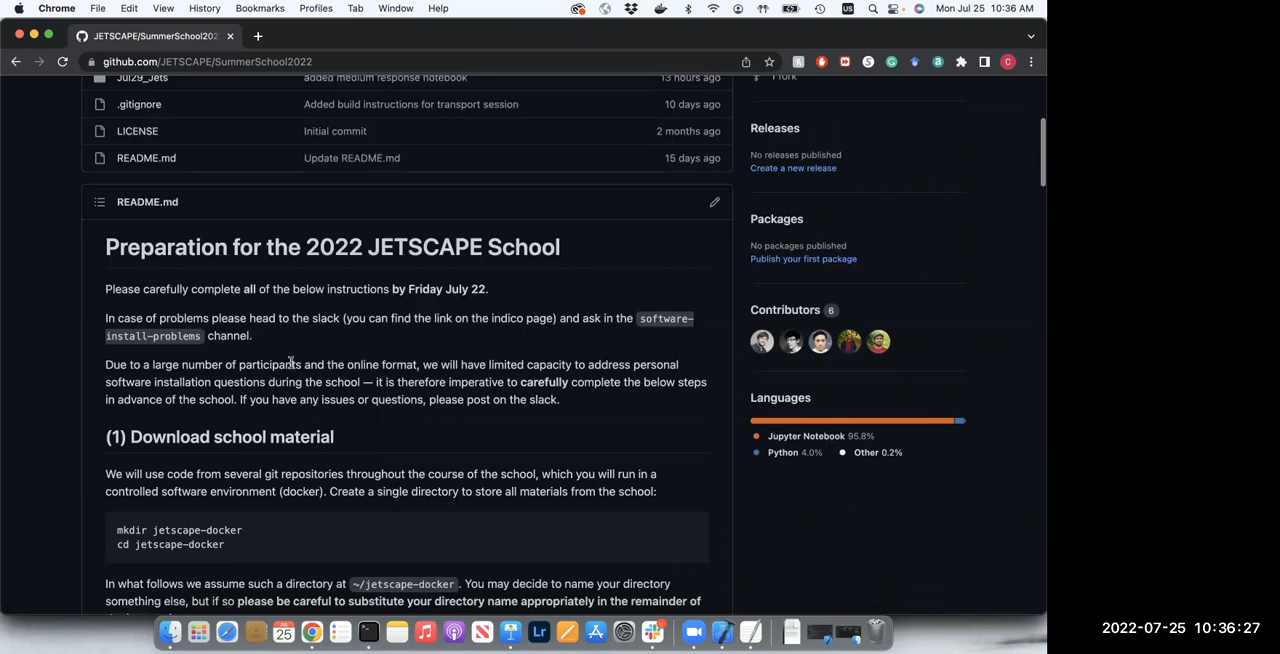 Chrome File Edit View History Bookmarks Profiles Tab Window Help US Mon Jul 25 10:36 AM
JETSCAPE/SummerSchool202
github.com/JETSCAPE/SummerSchool2022
Jul29_Jets added medium response notebook 13 hours ago
.gitignore Added build instructions for transport session 10 days ago
LICENSE Initial commit 2 months ago
README.md Update README.md 15 days ago
README.md
Preparation for the 2022 JETSCAPE School
Please carefully complete all of the below instructions by Friday July 22.
In case of problems please head to the slack (you can find the link on the indico page) and ask in the software-
install-problems channel.
Due to a large number of participants and the online format, we will have limited capacity to address personal
software installation questions during the school — it is therefore imperative to carefully complete the below steps
in advance of the school. If you have any issues or questions, please post on the slack.
(1) Download school material
We will use code from several git repositories throughout the course of the school, which you will run in a
controlled software environment (docker). Create a single directory to store all materials from the school:
mkdir jetscape-docker
cd jetscape-docker
In what follows we assume such a directory at ~/jetscape-docker. You may decide to name your directory
something else, but if so please be careful to substitute your directory name appropriately in the remainder of
1 fork
Releases
No releases published
Create a new release
Packages
No packages published
Publish your first package
Contributors 6
Languages
Jupyter Notebook 95.8%
Python 4.0% Other 0.2%
JUL
25
Lr
2022-07-25 10:36:27